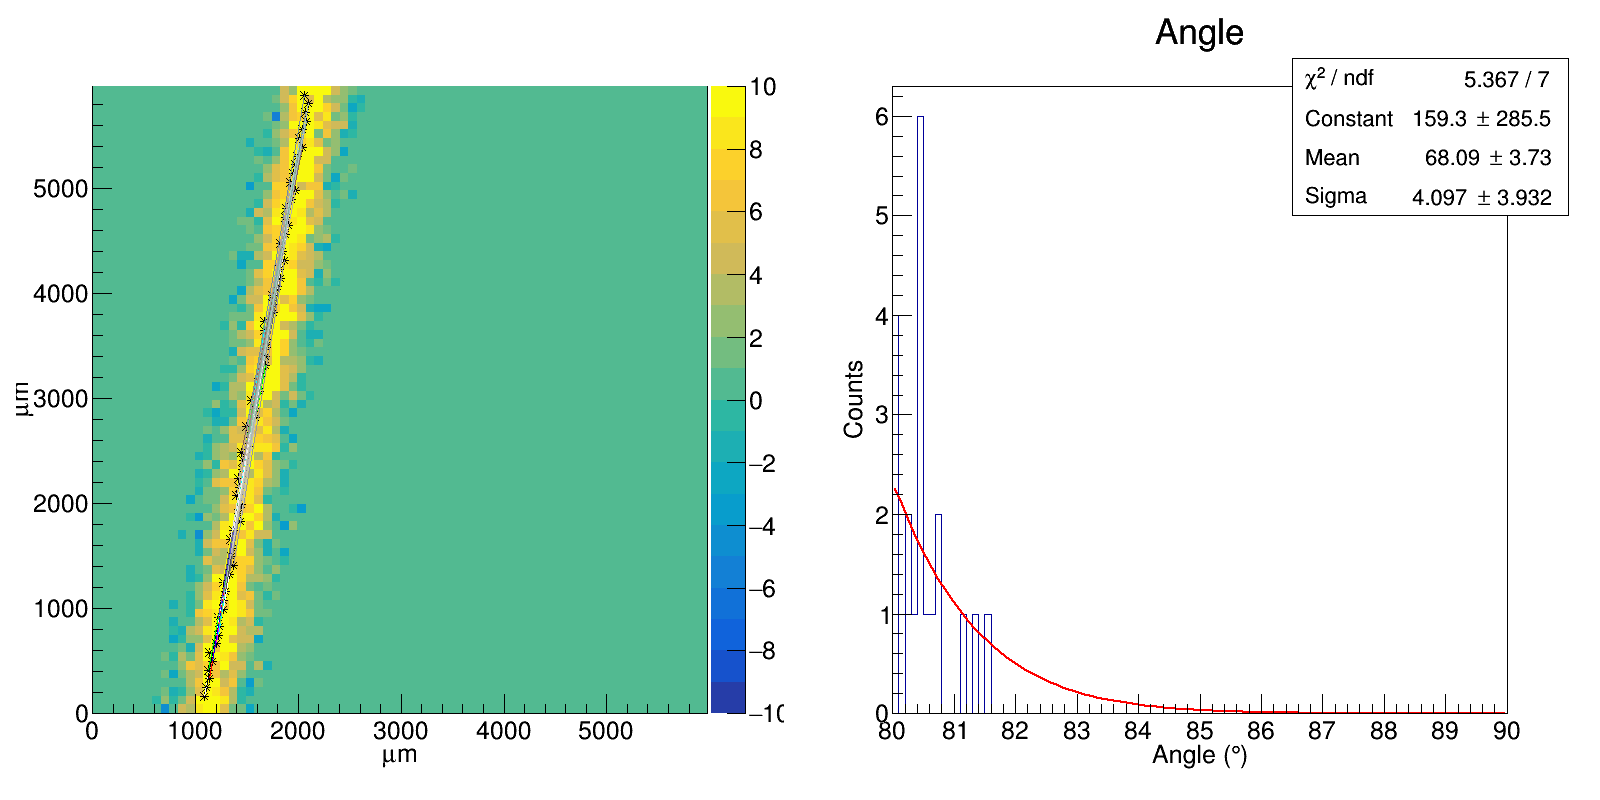 Angle
χ² / ndf 5.367 / 7
Constant 159.3 ± 285.5
Mean 68.09 ± 3.73
Sigma 4.097 ± 3.932
μm
5000
4000
3000
2000
1000
0
0 1000 2000 3000 4000 5000
μm
10
8
6
4
2
0
−2
−4
−6
−8
−10
Counts
6
5
4
3
2
1
0
80 81 82 83 84 85 86 87 88 89 90
Angle (°)